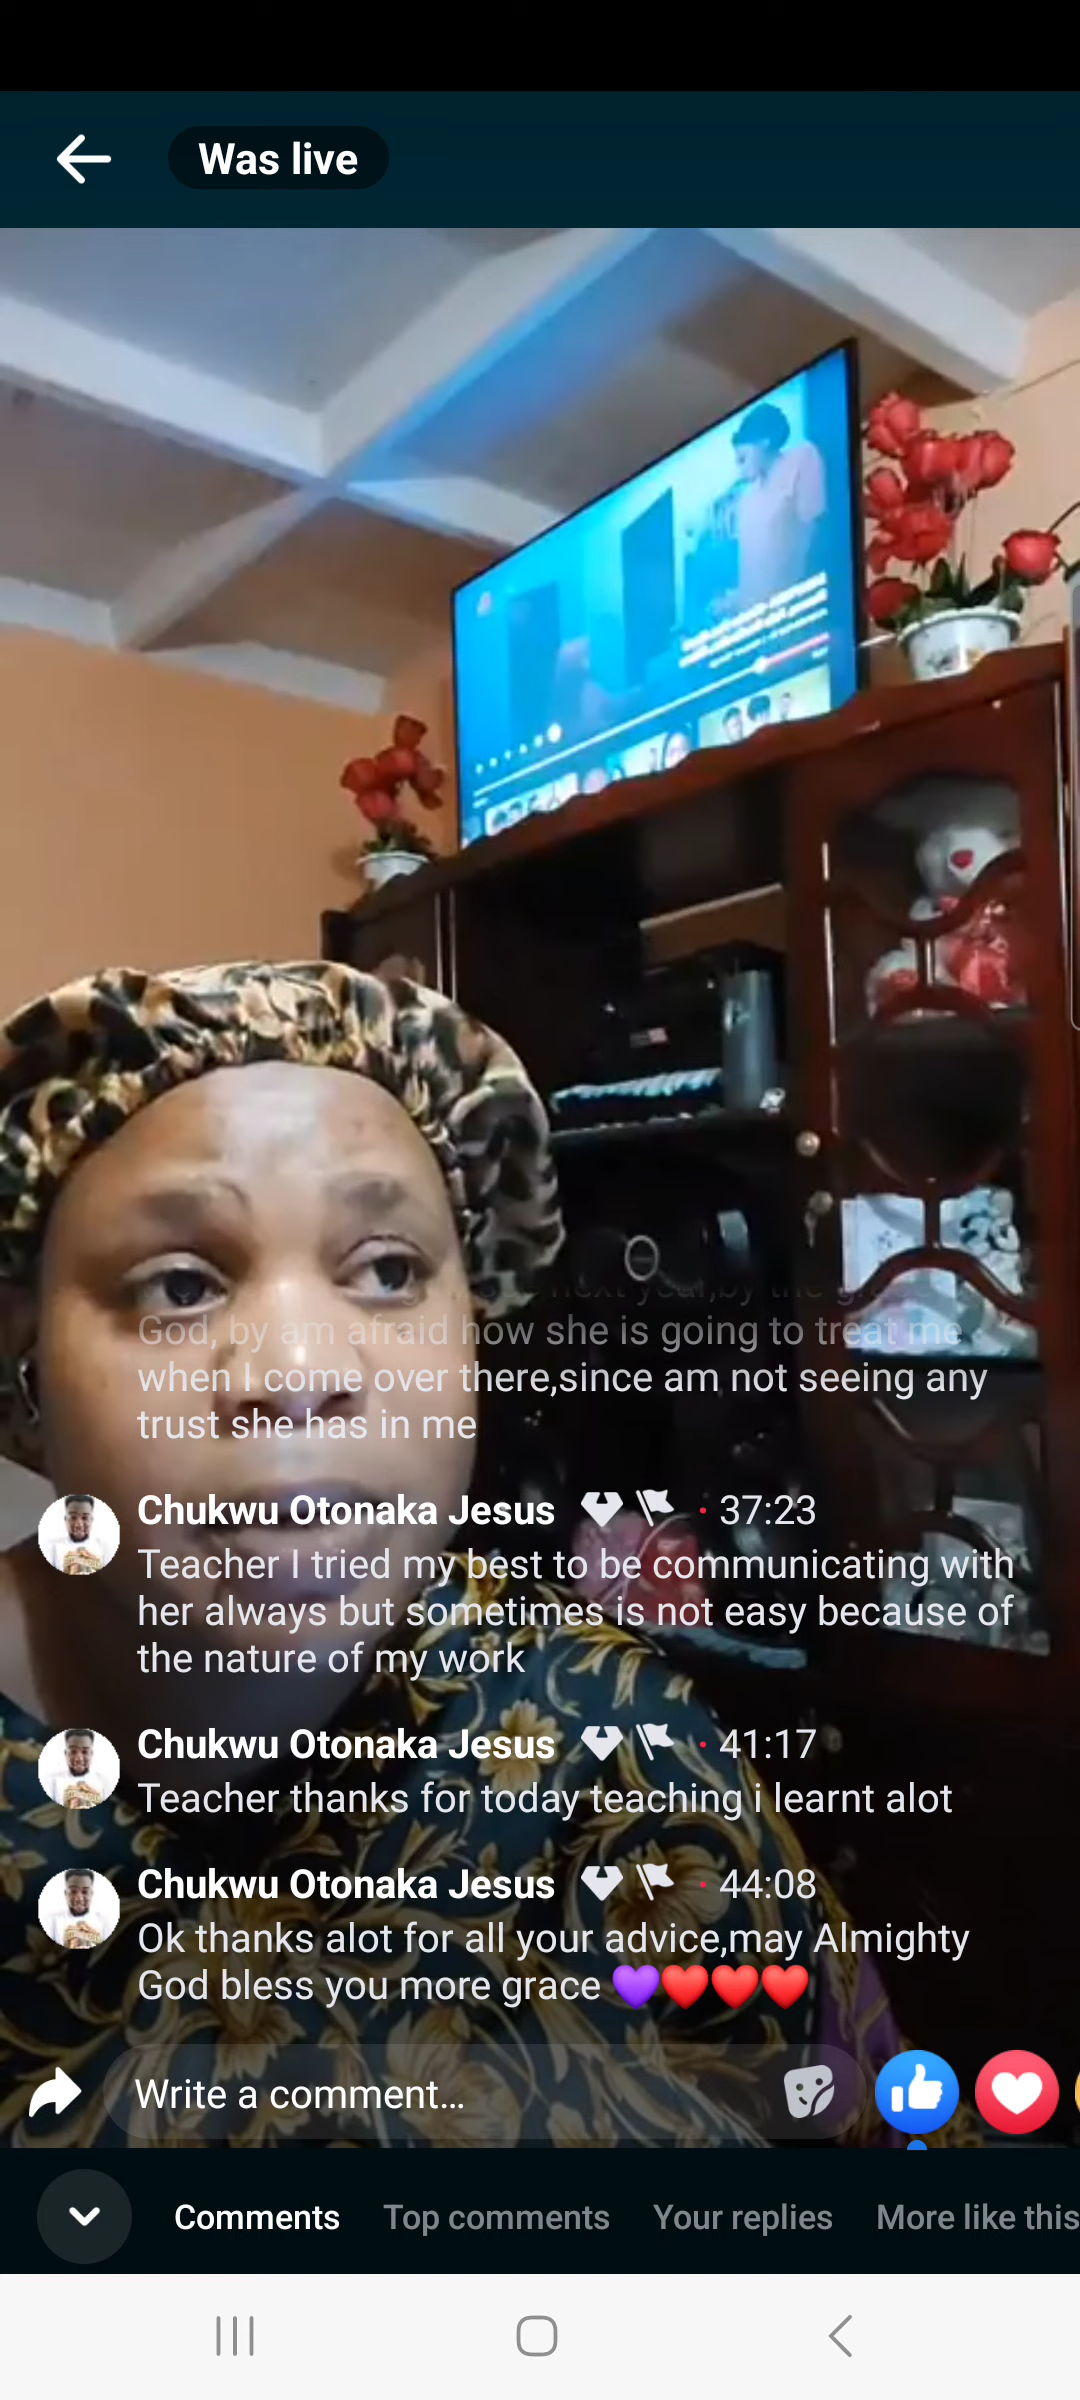 Was live
next year, by the grace
God, by am afraid how she is going to treat me
when I come over there,since am not seeing any
trust she has in me
Chukwu Otonaka Jesus · 37:23
Teacher I tried my best to be communicating with
her always but sometimes is not easy because of
the nature of my work
Chukwu Otonaka Jesus · 41:17
Teacher thanks for today teaching i learnt alot
Chukwu Otonaka Jesus · 44:08
Ok thanks alot for all your advice,may Almighty
God bless you more grace 💜❤️❤️❤️
Write a comment...
Comments Top comments Your replies More like this